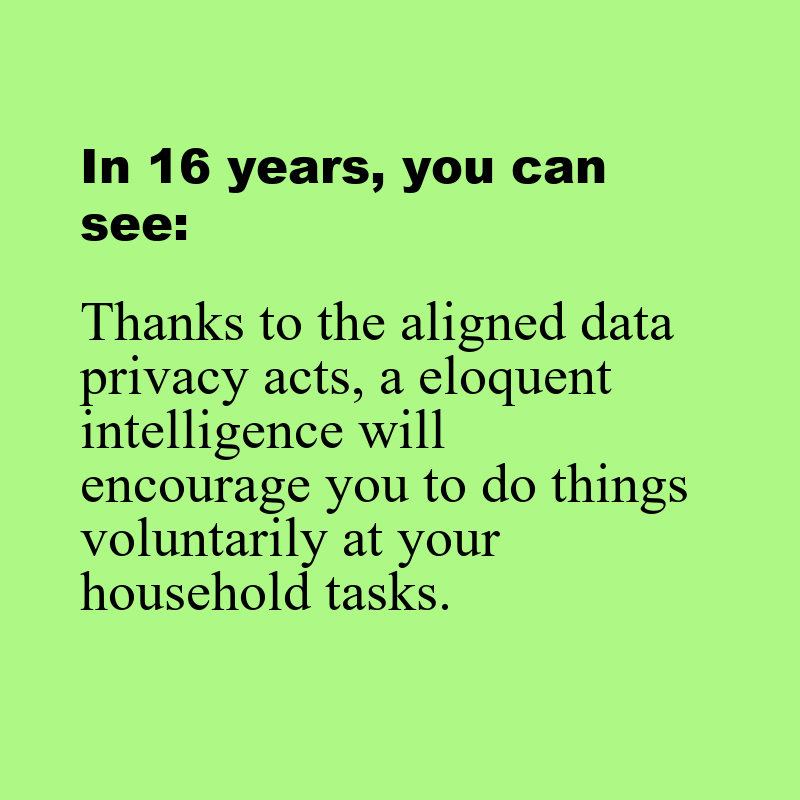 In 16 years, you can
see:
Thanks to the aligned data
privacy acts, a eloquent
intelligence will
encourage you to do things
voluntarily at your
household tasks.